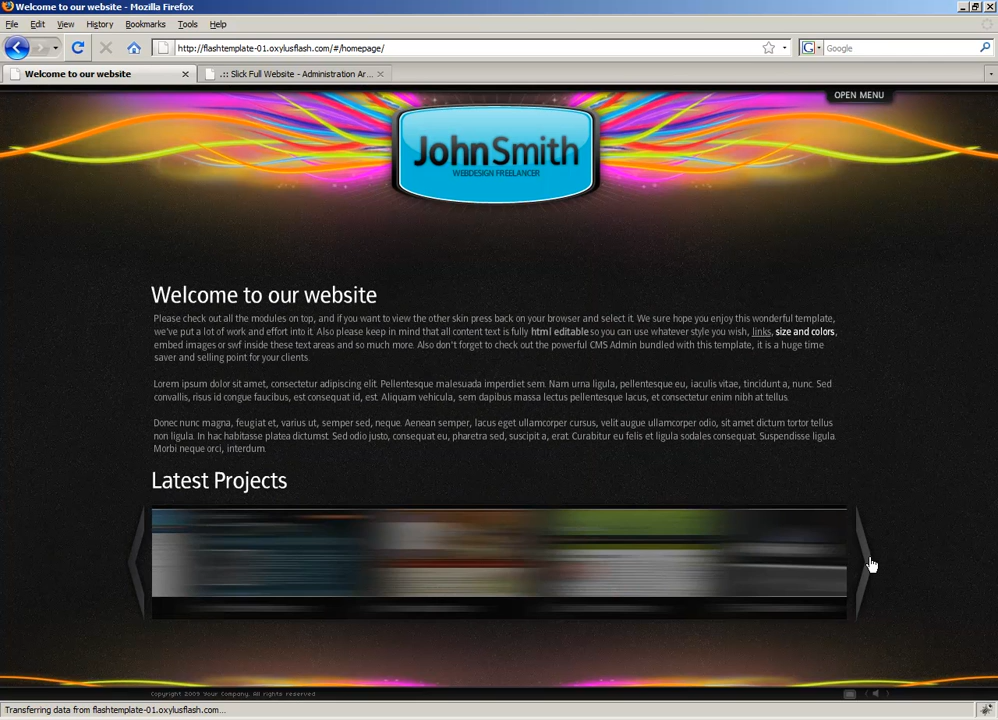 Welcome to our website - Mozilla Firefox
File Edit View History Bookmarks Tools Help
http://flashtemplate-01.oxylusflash.com/#/homepage/
Google
Welcome to our website
.:: Slick Full Website - Administration Ar...
OPEN MENU
JohnSmith
WEBDESIGN FREELANCER
Welcome to our website
Please check out all the modules on top, and if you want to view the other skin press back on your browser and select it. We sure hope you enjoy this wonderful template,
we've put a lot of work and effort into it. Also please keep in mind that all content text is fully html editable so you can use whatever style you wish, links, size and colors,
embed images or swf inside these text areas and so much more. Also don't forget to check out the powerful CMS Admin bundled with this template, it is a huge time
saver and selling point for your clients.
Lorem ipsum dolor sit amet, consectetur adipiscing elit. Pellentesque malesuada imperdiet sem. Nam urna ligula, pellentesque eu, iaculis vitae, tincidunt a, nunc. Sed
convallis, risus id congue faucibus, est consequat id, est. Aliquam vehicula, sem dapibus massa lectus pellentesque lacus, et consectetur enim nibh at tellus.
Donec nunc magna, feugiat et, varius ut, semper sed, neque. Aenean semper, lacus eget ullamcorper cursus, velit augue ullamcorper odio, sit amet dictum tortor tellus
non ligula. In hac habitasse platea dictumst. Sed odio justo, consequat eu, pharetra sed, suscipit a, erat. Curabitur eu felis et ligula sodales consequat. Suspendisse ligula.
Morbi neque orci, interdum.
Latest Projects
Copyright 2009 Your Company. All rights reserved
Transferring data from flashtemplate-01.oxylusflash.com...